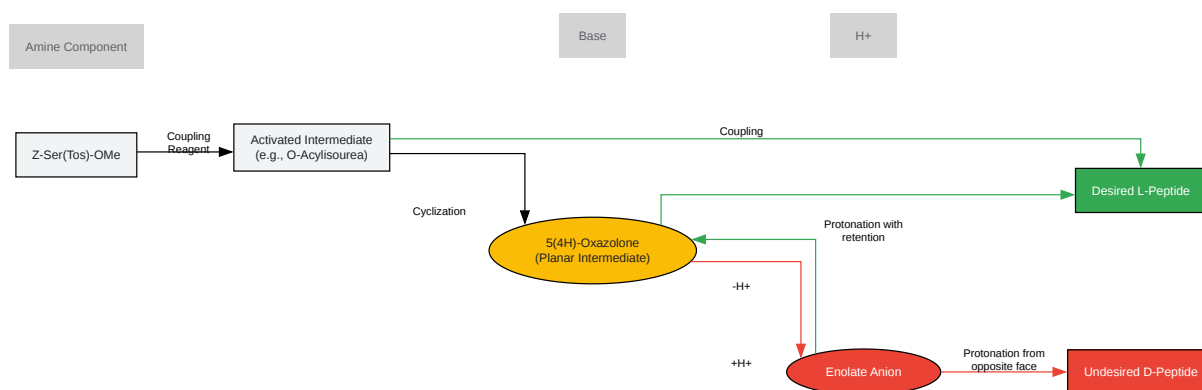 Amine Component
Base
H+
Z-Ser(Tos)-OMe
Coupling
Reagent
Activated Intermediate
(e.g., O-Acylisourea)
Coupling
Desired L-Peptide
Cyclization
5(4H)-Oxazolone
(Planar Intermediate)
Protonation with
retention
-H+
+H+
Enolate Anion
Protonation from
opposite face
Undesired D-Peptide